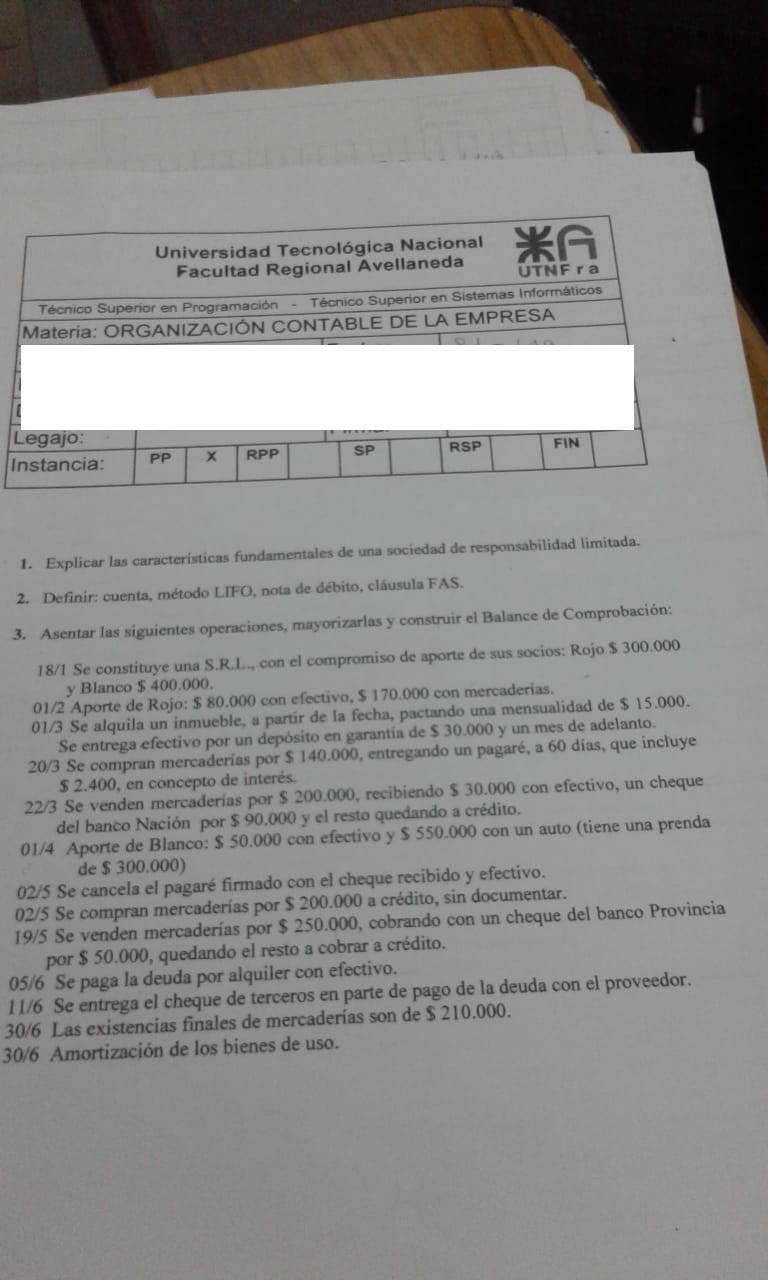 Universidad Tecnológica Nacional
Facultad Regional Avellaneda
UTNFra
Técnico Superior en Programación - Técnico Superior en Sistemas Informáticos
Materia: ORGANIZACIÓN CONTABLE DE LA EMPRESA
Legajo:
Instancia: PP X RPP SP RSP FIN
1. Explicar las características fundamentales de una sociedad de responsabilidad limitada.
2. Definir: cuenta, método LIFO, nota de débito, cláusula FAS.
3. Asentar las siguientes operaciones, mayorizarlas y construir el Balance de Comprobación:
18/1 Se constituye una S.R.L., con el compromiso de aporte de sus socios: Rojo $ 300.000
y Blanco $ 400.000.
01/2 Aporte de Rojo: $ 80.000 con efectivo, $ 170.000 con mercaderías.
01/3 Se alquila un inmueble, a partir de la fecha, pactando una mensualidad de $ 15.000.
Se entrega efectivo por un depósito en garantía de $ 30.000 y un mes de adelanto.
20/3 Se compran mercaderías por $ 140.000, entregando un pagaré, a 60 días, que incluye
$ 2.400, en concepto de interés.
22/3 Se venden mercaderías por $ 200.000, recibiendo $ 30.000 con efectivo, un cheque
del banco Nación por $ 90.000 y el resto quedando a crédito.
01/4 Aporte de Blanco: $ 50.000 con efectivo y $ 550.000 con un auto (tiene una prenda
de $ 300.000)
02/5 Se cancela el pagaré firmado con el cheque recibido y efectivo.
02/5 Se compran mercaderías por $ 200.000 a crédito, sin documentar.
19/5 Se venden mercaderías por $ 250.000, cobrando con un cheque del banco Provincia
por $ 50.000, quedando el resto a cobrar a crédito.
05/6 Se paga la deuda por alquiler con efectivo.
11/6 Se entrega el cheque de terceros en parte de pago de la deuda con el proveedor.
30/6 Las existencias finales de mercaderías son de $ 210.000.
30/6 Amortización de los bienes de uso.